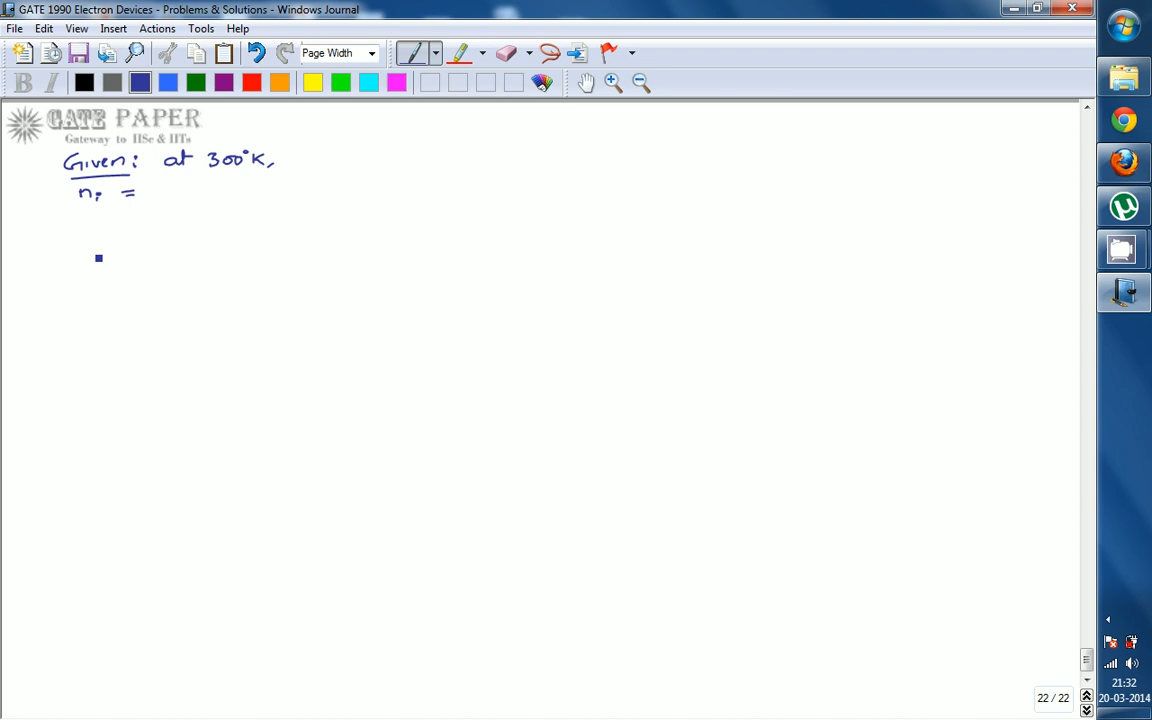 GATE 1990 Electron Devices - Problems & Solutions - Windows Journal
File Edit View Insert Actions Tools Help
Page Width
B I
GATE PAPER
Gateway to IISc & IITs
Given: at 300°K,
ni =
22 / 22
21:32
20-03-2014